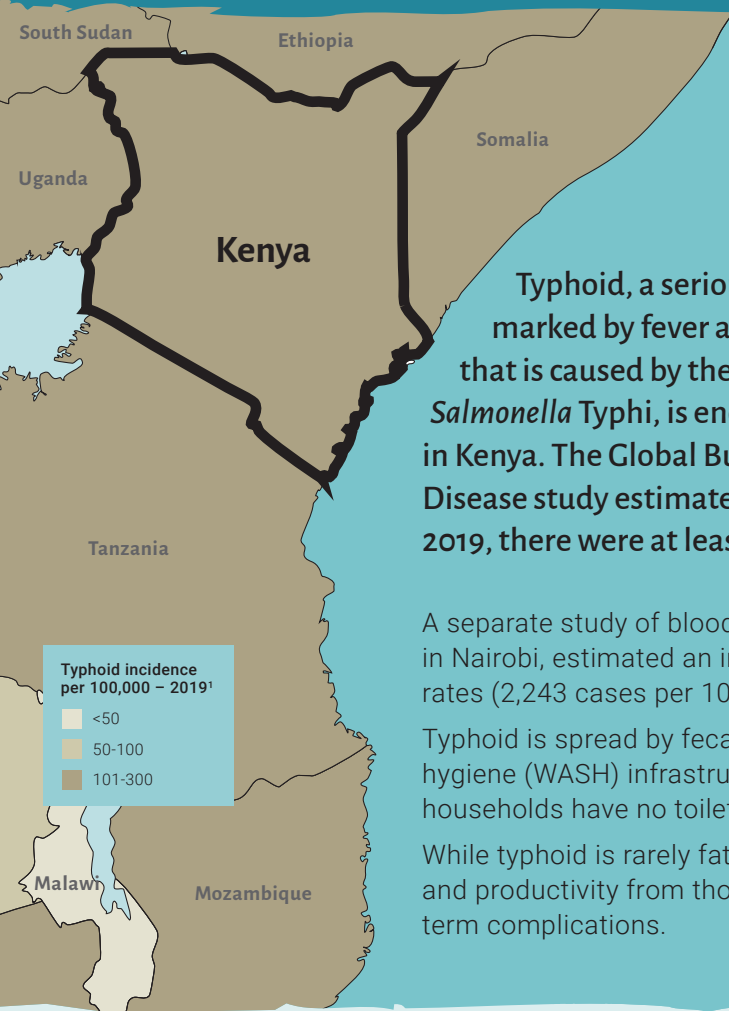 South Sudan
Ethiopia
Somalia
Uganda
Kenya
Typhoid, a serio
marked by fever a
that is caused by the
Salmonella Typhi, is en
in Kenya. The Global Bu
Disease study estimate
2019, there were at leas
Tanzania
A separate study of blood
in Nairobi, estimated an i
rates (2,243 cases per 10
Typhoid is spread by feca
hygiene (WASH) infrastru
households have no toilet
While typhoid is rarely fat
and productivity from tho
term complications.
Typhoid incidence
per 100,000 – 2019¹
<50
50-100
101-300
Malawi
Mozambique